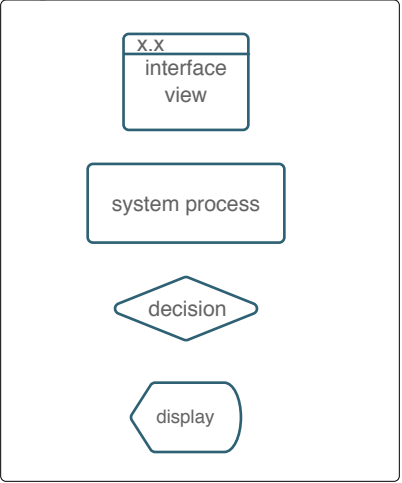 x.x
interface
view
system process
decision
display